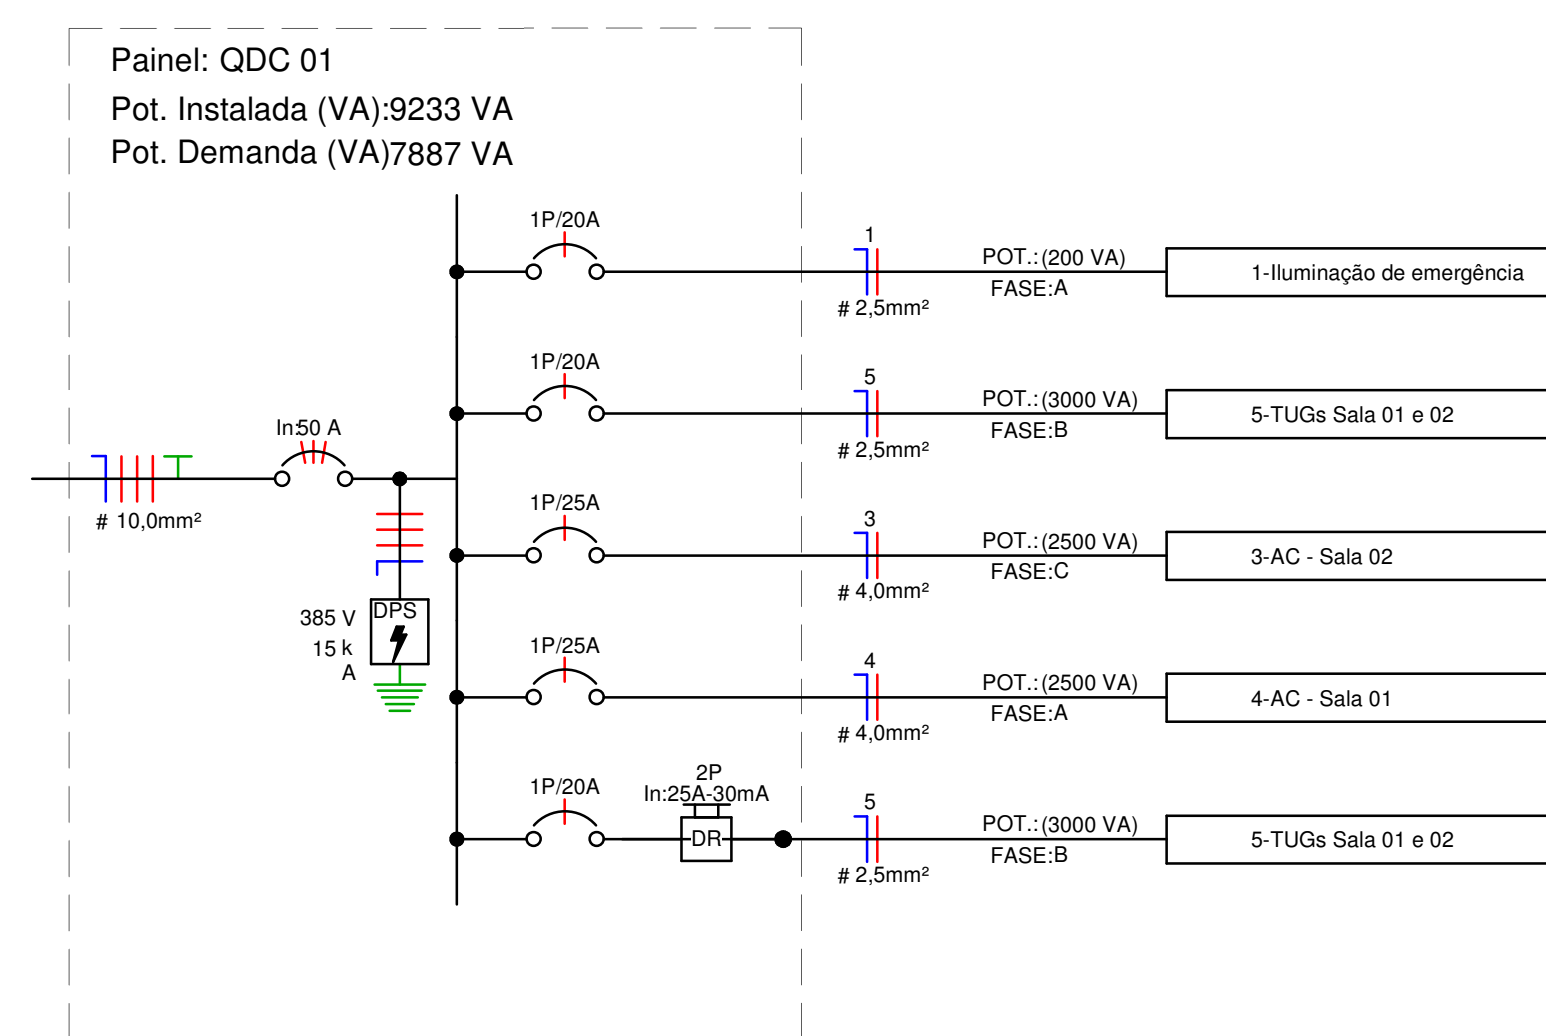 Painel: QDC 01
Pot. Instalada (VA):9233 VA
Pot. Demanda (VA)7887 VA
1P/20A
1
POT.:(200 VA)
FASE:A
# 2,5mm²
1-Iluminação de emergência
1P/20A
5
POT.:(3000 VA)
FASE:B
# 2,5mm²
5-TUGs Sala 01 e 02
In:50 A
# 10,0mm²
1P/25A
3
POT.:(2500 VA)
FASE:C
# 4,0mm²
3-AC - Sala 02
385 V
15 k
A
DPS
1P/25A
4
POT.:(2500 VA)
FASE:A
# 4,0mm²
4-AC - Sala 01
1P/20A
2P
In:25A-30mA
DR
5
POT.:(3000 VA)
FASE:B
# 2,5mm²
5-TUGs Sala 01 e 02